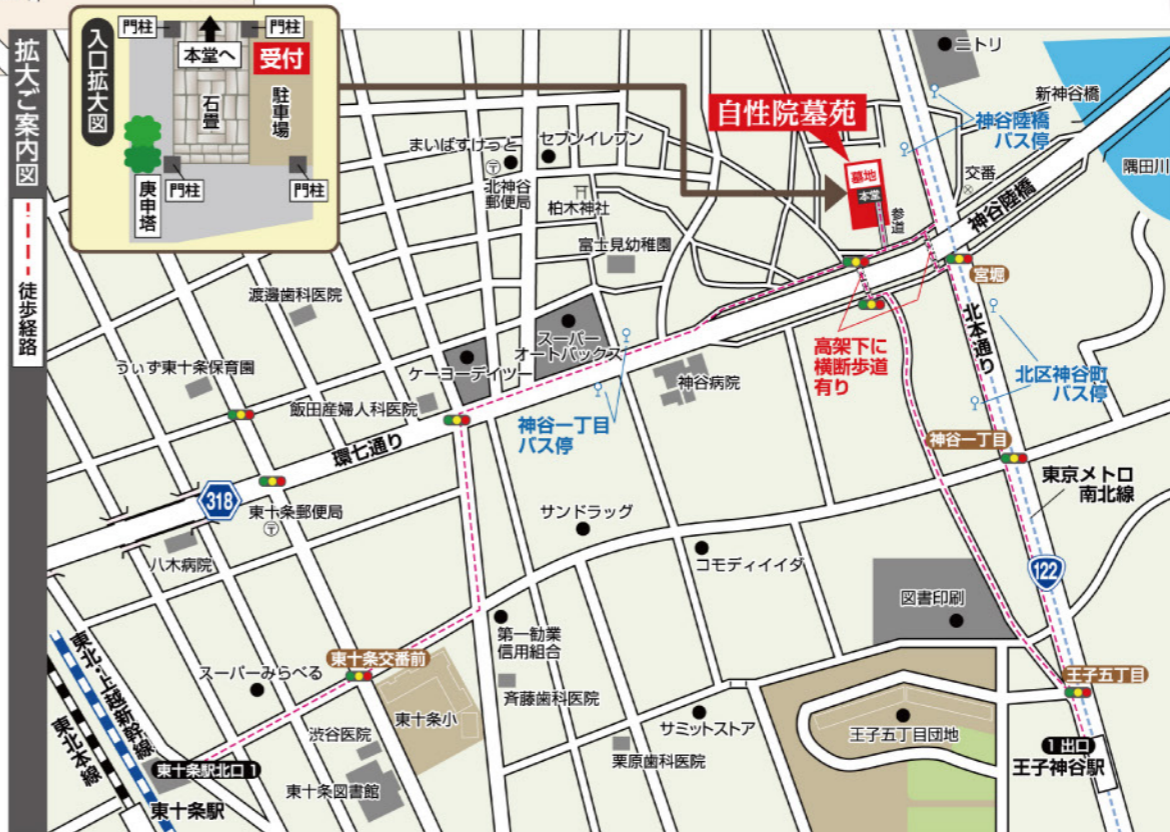 拡大ご案内図
徒歩経路
入口拡大図
門柱
門柱
本堂へ
受付
石畳
駐車場
庚申塔
門柱
門柱
ニトリ
新神谷橋
自性院墓苑
神谷陸橋
バス停
隅田川
まいばすけっと
セブンイレブン
〒
北神谷
郵便局
柏木神社
墓地
本堂
参道
交番
神谷陸橋
富士見幼稚園
宮堀
渡邉歯科医院
北本通り
スーパー
オートバックス
高架下に
横断歩道
有り
うぃず東十条保育園
ケーヨーデイツー
神谷病院
北区神谷町
バス停
飯田産婦人科医院
神谷一丁目
バス停
環七通り
神谷一丁目
東京メトロ
南北線
318
東十条郵便局
〒
サンドラッグ
八木病院
コモディイイダ
122
図書印刷
第一勧業
信用組合
東北・上越新幹線
東十条交番前
スーパーみらべる
斉藤歯科医院
王子五丁目
東北本線
渋谷医院
東十条小
サミットストア
王子五丁目団地
1 出口
王子神谷駅
栗原歯科医院
東十条駅北口 1
東十条図書館
東十条駅